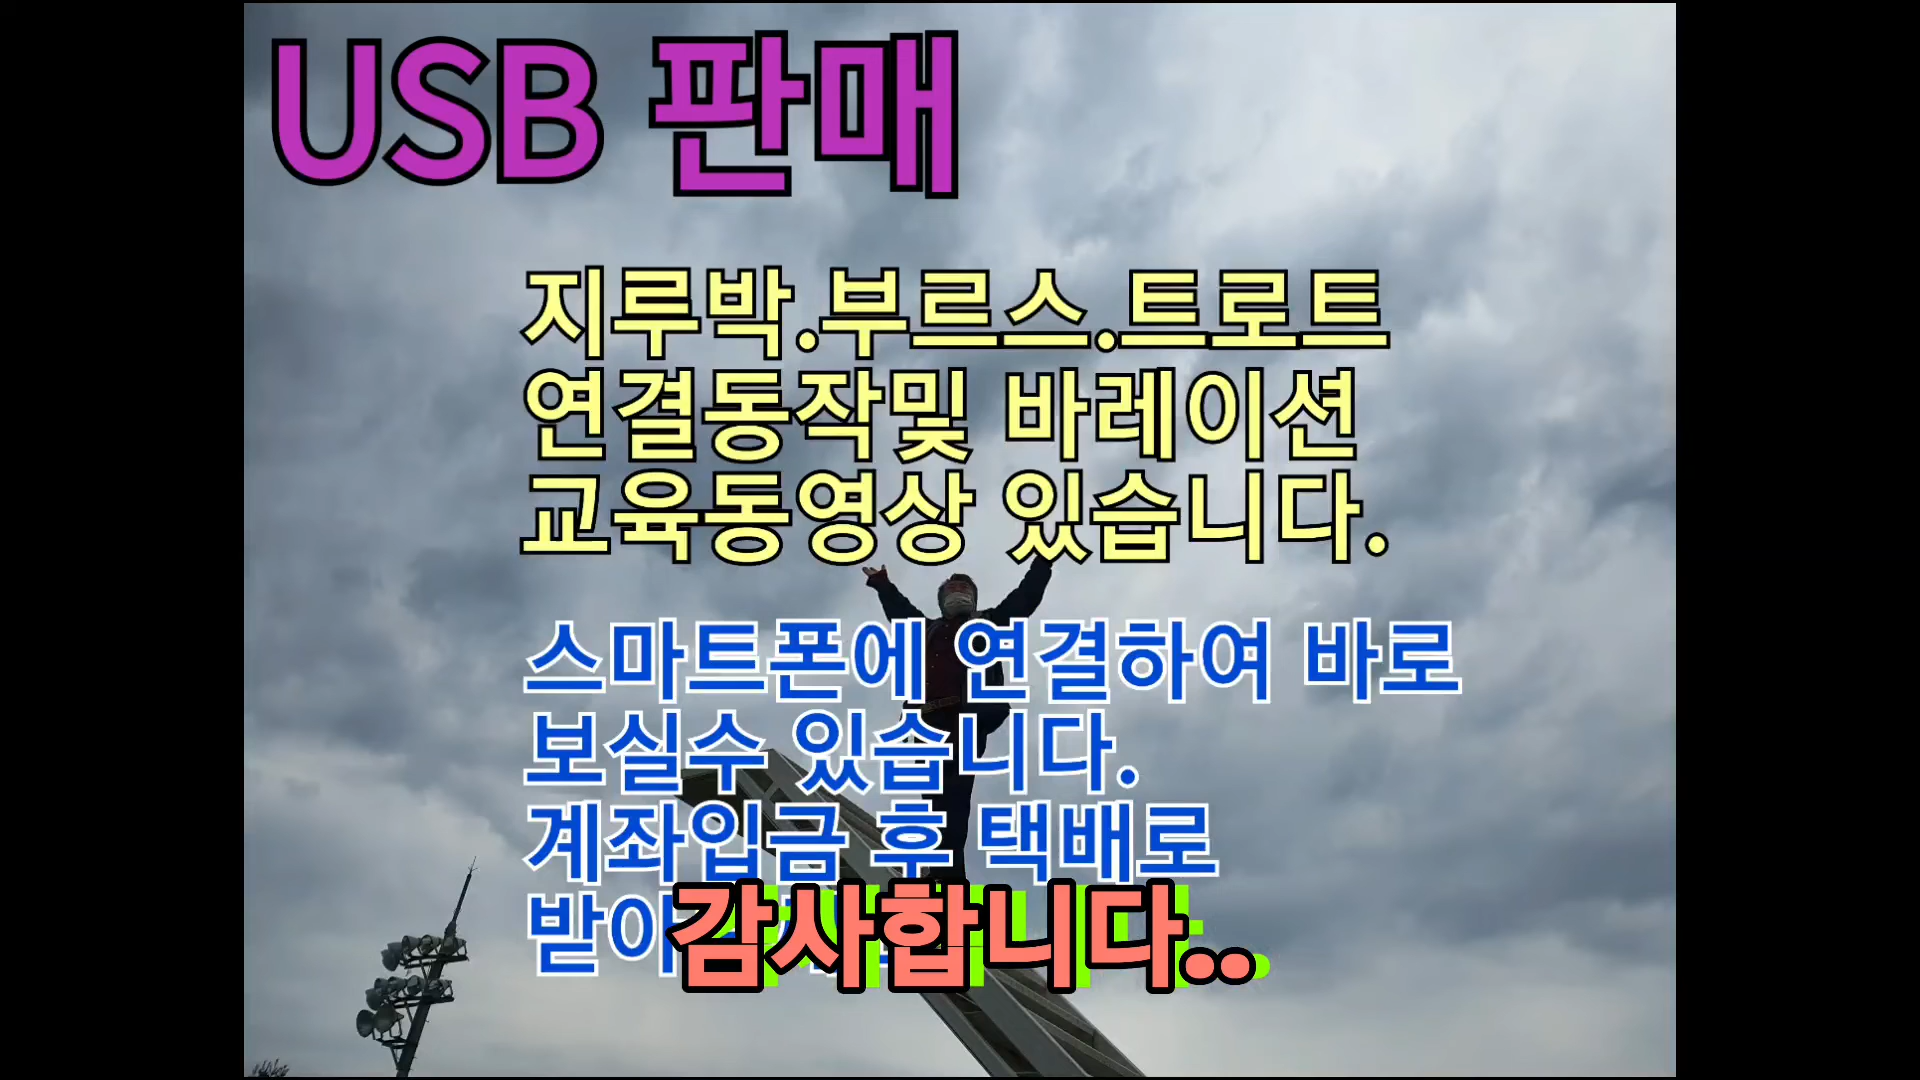 USB 판매
지루박.부르스.트로트
연결동작및 바레이션
교육동영상 있습니다.
스마트폰에 연결하여 바로
보실수 있습니다.
계좌입금 후 택배로
받아
감사합니다..